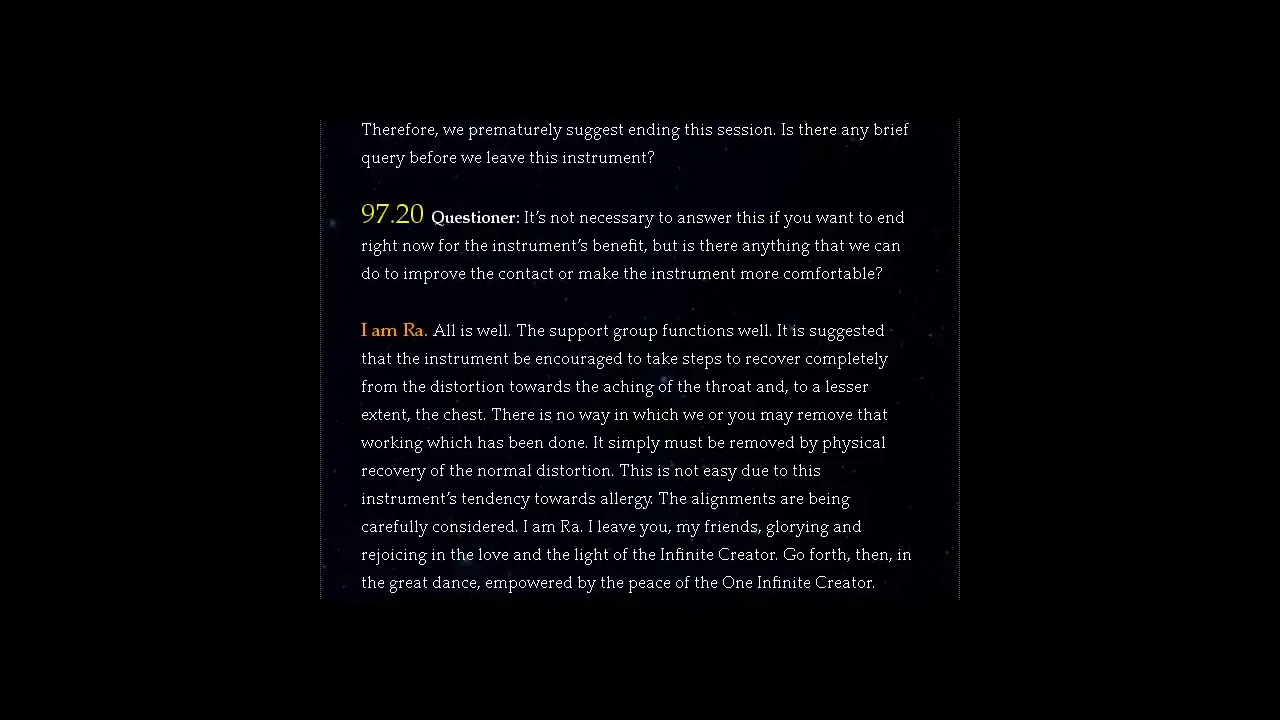 Therefore, we prematurely suggest ending this session. Is there any brief
query before we leave this instrument?
97.20 Questioner: It’s not necessary to answer this if you want to end
right now for the instrument’s benefit, but is there anything that we can
do to improve the contact or make the instrument more comfortable?
I am Ra. All is well. The support group functions well. It is suggested
that the instrument be encouraged to take steps to recover completely
from the distortion towards the aching of the throat and, to a lesser
extent, the chest. There is no way in which we or you may remove that
working which has been done. It simply must be removed by physical
recovery of the normal distortion. This is not easy due to this
instrument’s tendency towards allergy. The alignments are being
carefully considered. I am Ra. I leave you, my friends, glorying and
rejoicing in the love and the light of the Infinite Creator. Go forth, then, in
the great dance, empowered by the peace of the One Infinite Creator.